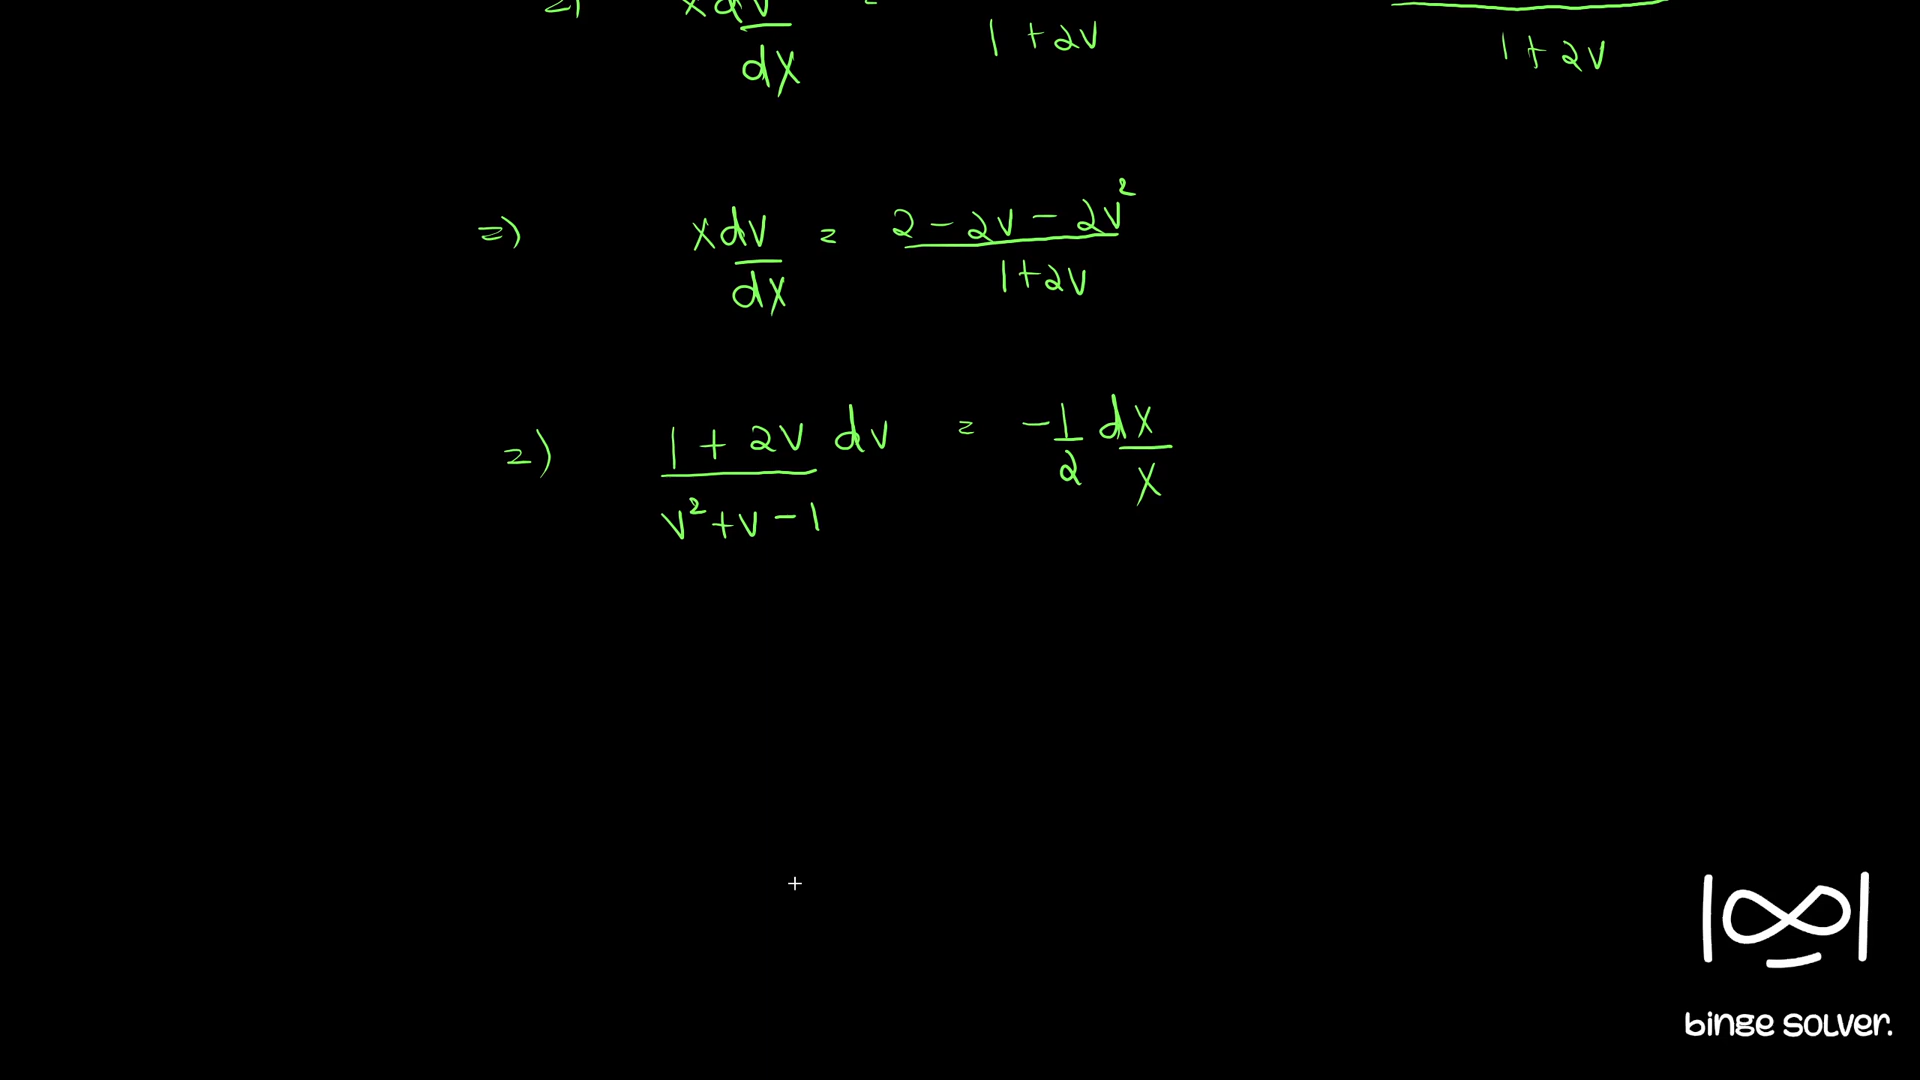 => x dv/dx = 1 + 2v 1 + 2v
=> x dv/dx = (2 - 2v - 2v²)/(1 + 2v)
=> (1 + 2v)/(v² + v - 1) dv = -1/2 dx/x
binge solver.